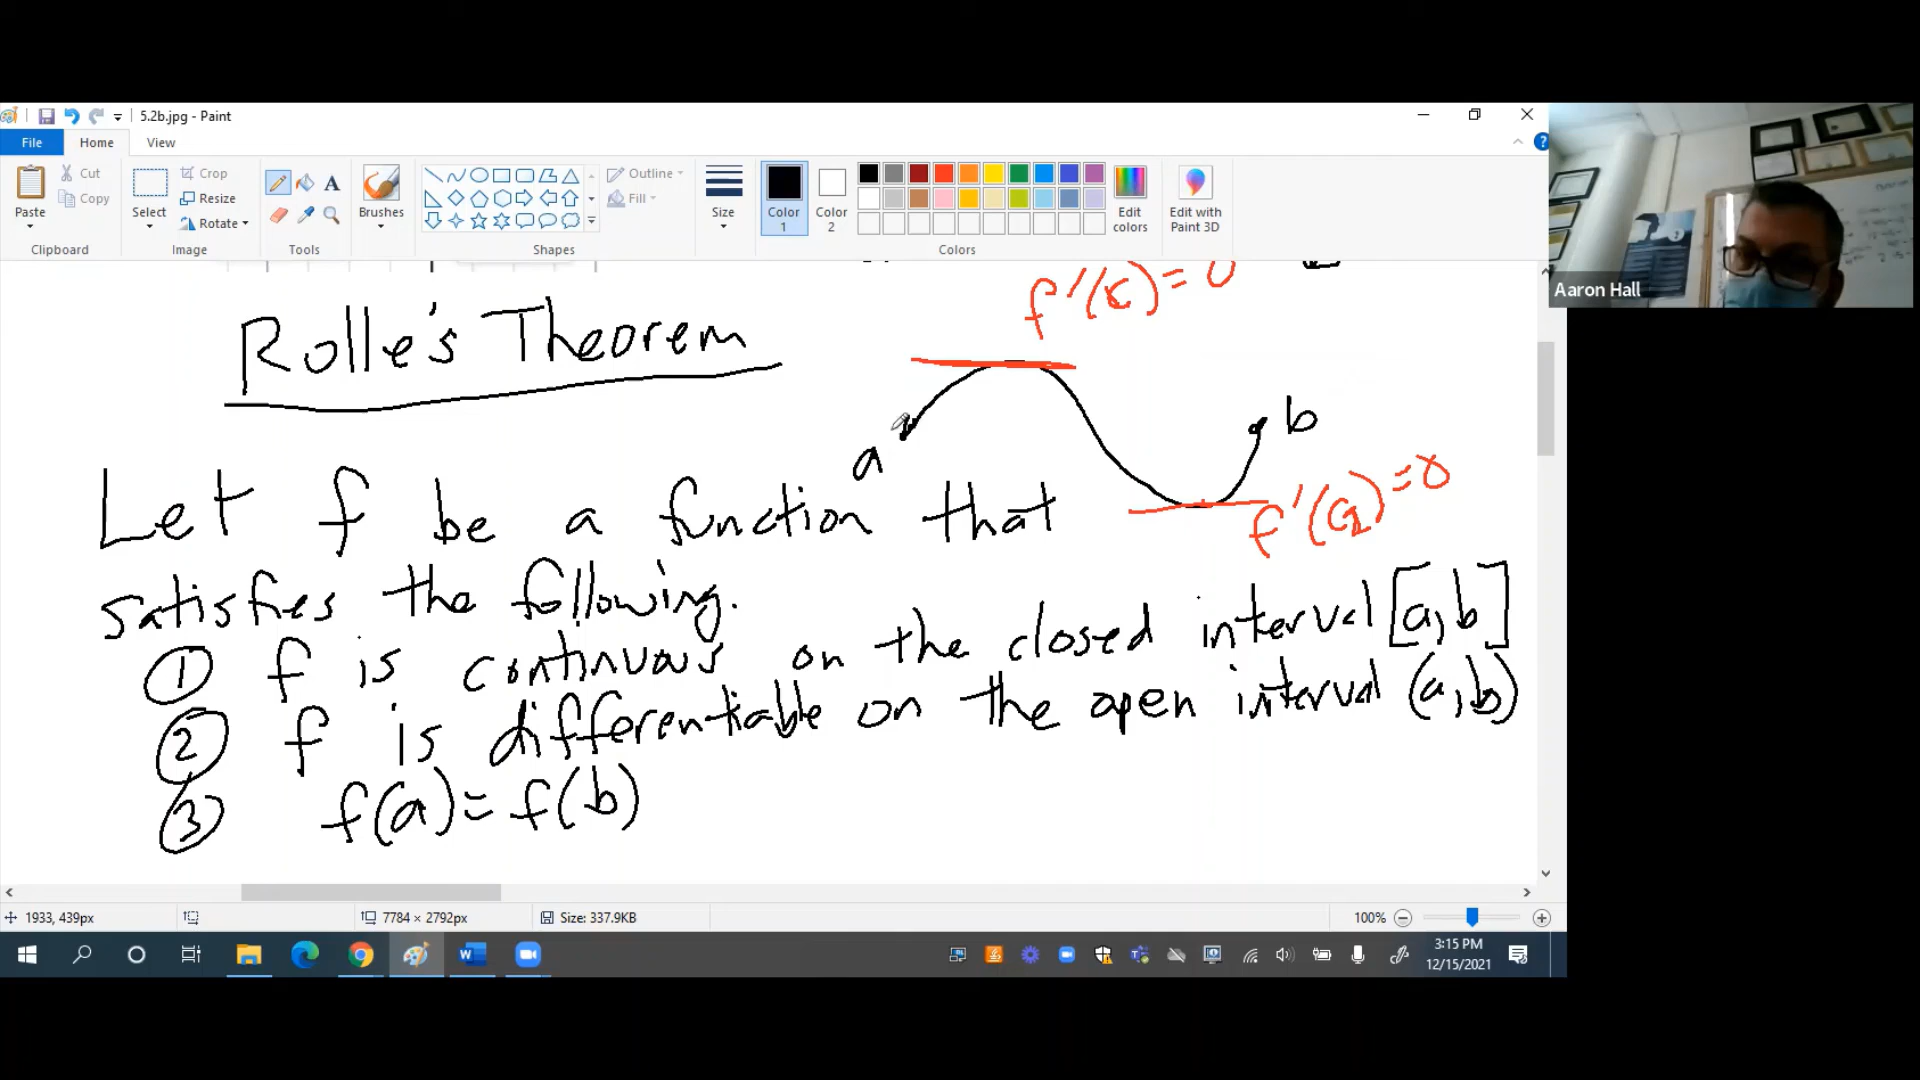 5.2b.jpg - Paint
File Home View
Paste
Cut
Copy
Clipboard
Select
Crop
Resize
Rotate
Image
Tools
Brushes
Shapes
Outline
Fill
Size
Color 1
Color 2
Colors
Edit colors
Edit with Paint 3D
Aaron Hall
Rolle's Theorem
f'(c)=0
a
b
f'(c₂)=0
Let f be a function that
satisfies the following.
① f is continuous on the closed interval [a,b]
② f is differentiable on the open interval (a,b)
③ f(a)=f(b)
1933, 439px
7784 × 2792px
Size: 337.9KB
100%
3:15 PM
12/15/2021